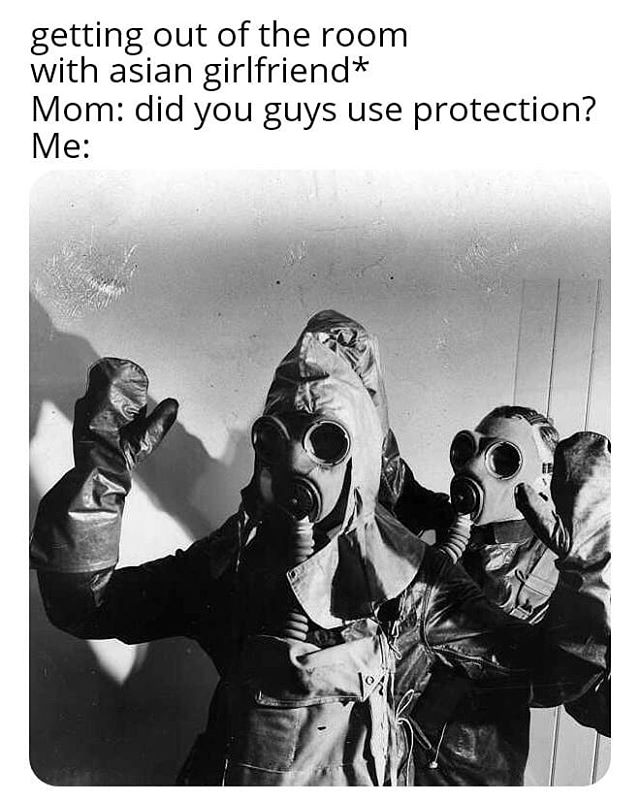 getting out of the room
with asian girlfriend*
Mom: did you guys use protection?
Me: